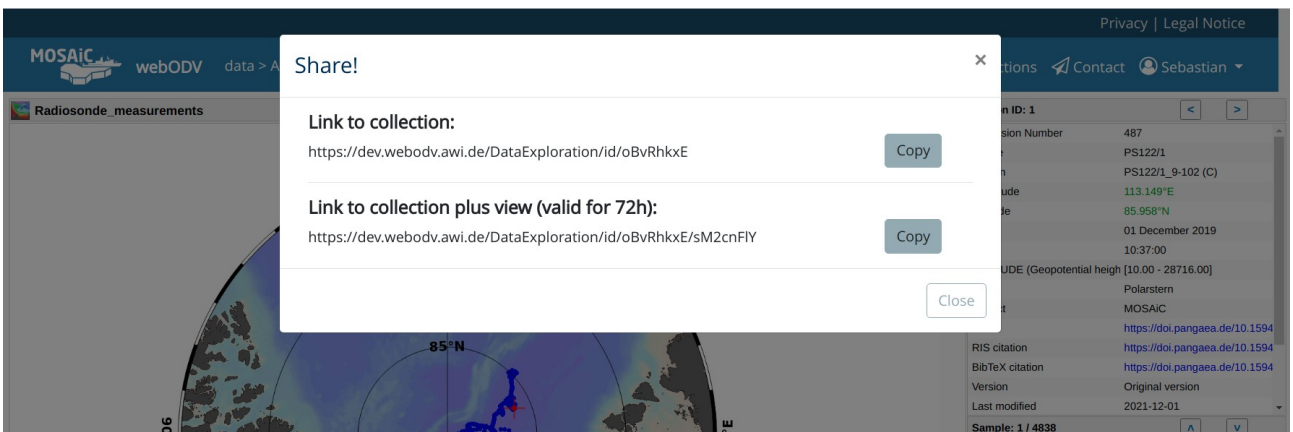 Privacy | Legal Notice
MOSAiC webODV data > A
ctions Contact Sebastian
Share!
×
Link to collection:
https://dev.webodv.awi.de/DataExploration/id/oBvRhkxE
Copy
Link to collection plus view (valid for 72h):
https://dev.webodv.awi.de/DataExploration/id/oBvRhkxE/sM2cnFlY
Copy
Close
Radiosonde_measurements
85°N
90
E
n ID: 1 < >
sion Number 487
PS122/1
n PS122/1_9-102 (C)
ude 113.149°E
de 85.958°N
01 December 2019
10:37:00
UDE (Geopotential heigh [10.00 - 28716.00]
Polarstern
ct MOSAiC
https://doi.pangaea.de/10.1594
RIS citation https://doi.pangaea.de/10.1594
BibTeX citation https://doi.pangaea.de/10.1594
Version Original version
Last modified 2021-12-01
Sample: 1 / 4838